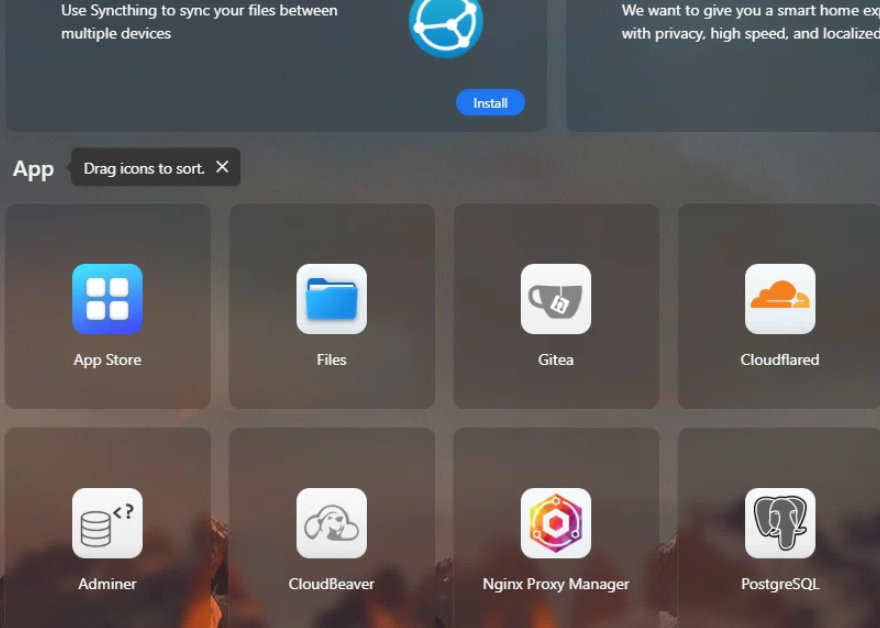 Use Syncthing to sync your files between
multiple devices
We want to give you a smart home
with privacy, high speed, and localized
Install
App
Drag icons to sort.
App Store
Files
Gitea
Cloudflared
<?
Adminer
CloudBeaver
Nginx Proxy Manager
PostgreSQL